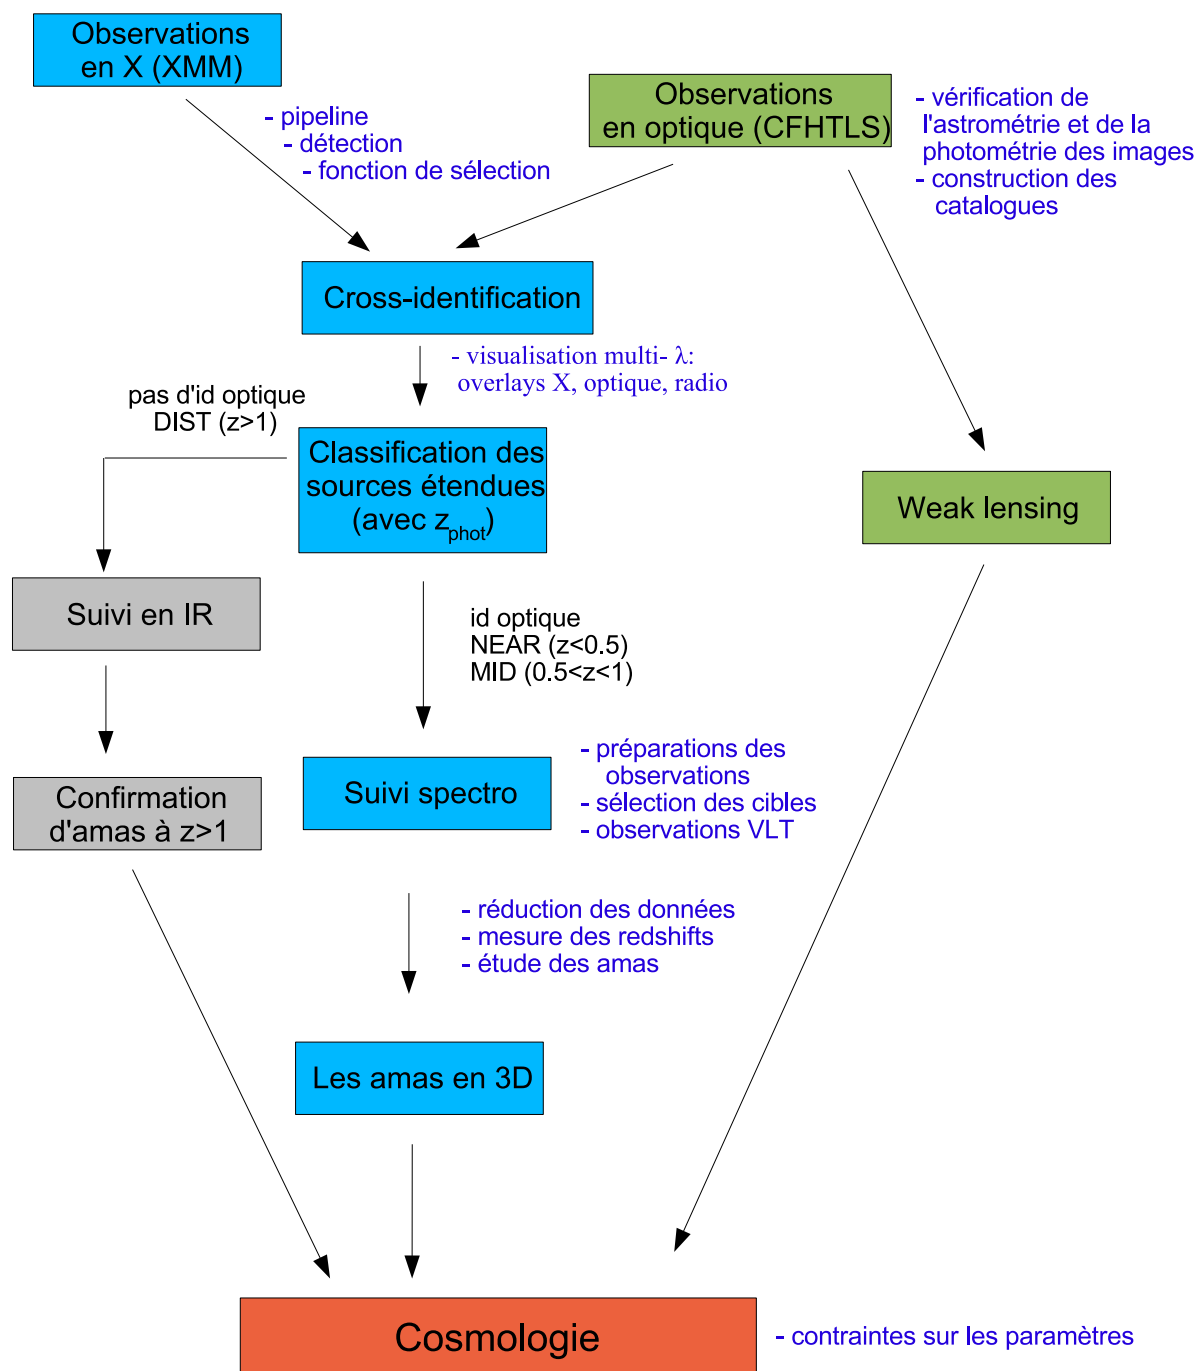 Observations
en X (XMM)
Observations
en optique (CFHTLS)
- vérification de
l'astrométrie et de la
photométrie des images
- construction des
catalogues
- pipeline
- détection
- fonction de sélection
Cross-identification
- visualisation multi- λ:
overlays X, optique, radio
pas d'id optique
DIST (z>1)
Classification des
sources étendues
(avec zphot)
Weak lensing
Suivi en IR
id optique
NEAR (z<0.5)
MID (0.5<z<1)
Confirmation
d'amas à z>1
Suivi spectro
- préparations des
observations
- sélection des cibles
- observations VLT
- réduction des données
- mesure des redshifts
- étude des amas
Les amas en 3D
Cosmologie
- contraintes sur les paramètres